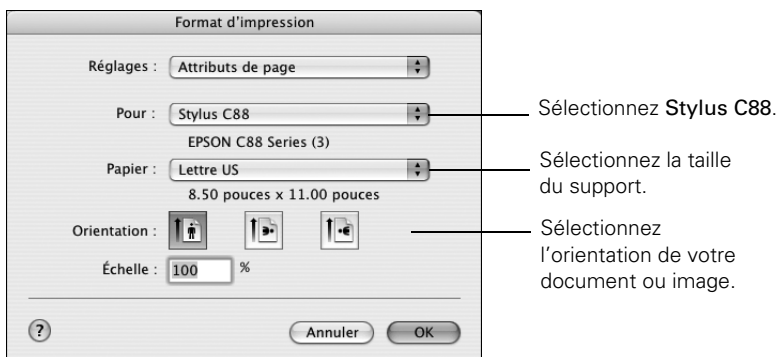 Format d'impression
Réglages : Attributs de page
Pour : Stylus C88
EPSON C88 Series (3)
Papier : Lettre US
8.50 pouces x 11.00 pouces
Orientation :
Échelle : 100 %
? Annuler OK
Sélectionnez Stylus C88.
Sélectionnez la taille
du support.
Sélectionnez
l'orientation de votre
document ou image.